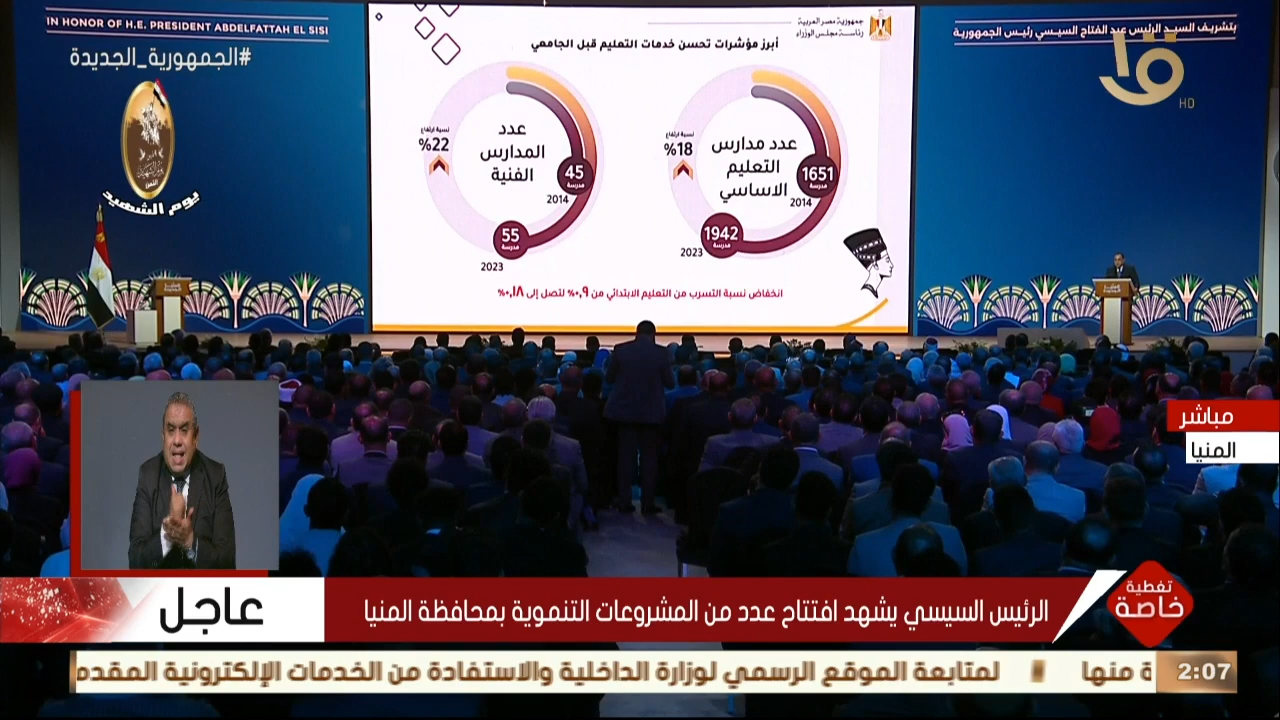 IN HONOR OF H.E. PRESIDENT ABDELFATTAH EL SISI
#الجمهورية_الجديدة
يوم الشهيد
جمهورية مصر العربية
رئاسة مجلس الوزراء
أبرز مؤشرات تحسن خدمات التعليم قبل الجامعي
عدد مدارس
التعليم
الاساسي
نسبة ارتفاع
%18
1651
مدرسة
2014
1942
مدرسة
2023
عدد
المدارس
الفنية
نسبة ارتفاع
%22
45
مدرسة
2014
55
مدرسة
2023
انخفاض نسبة التسرب من التعليم الابتدائي من ٠,٩% لتصل إلى ٠,١٨%
بتشريف السيد الرئيس عبد الفتاح السيسي رئيس الجمهورية
HD
مباشر
المنيا
تغطية
خاصة
الرئيس السيسي يشهد افتتاح عدد من المشروعات التنموية بمحافظة المنيا
عاجل
2:07
ة منها
لمتابعة الموقع الرسمي لوزارة الداخلية والاستفادة من الخدمات الإلكترونية المقدم